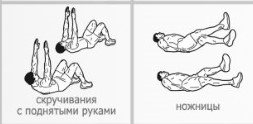 скручивания
с поднятыми руками
ножницы